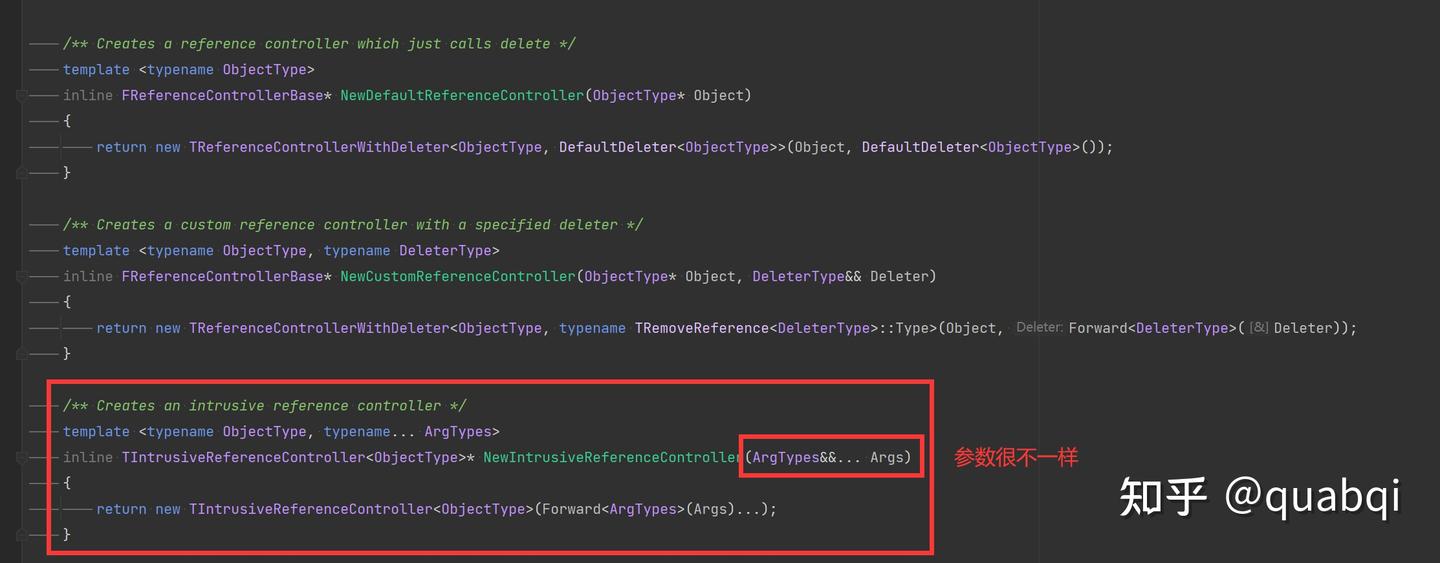 /** Creates a reference controller which just calls delete */
template <typename ObjectType>
inline FReferenceControllerBase* NewDefaultReferenceController(ObjectType* Object)
{
return new TReferenceControllerWithDeleter<ObjectType, DefaultDeleter<ObjectType>>(Object, DefaultDeleter<ObjectType>());
}
/** Creates a custom reference controller with a specified deleter */
template <typename ObjectType, typename DeleterType>
inline FReferenceControllerBase* NewCustomReferenceController(ObjectType* Object, DeleterType&& Deleter)
{
return new TReferenceControllerWithDeleter<ObjectType, typename TRemoveReference<DeleterType>::Type>(Object, Deleter: Forward<DeleterType>( [&] Deleter));
}
/** Creates an intrusive reference controller */
template <typename ObjectType, typename... ArgTypes>
inline TIntrusiveReferenceController<ObjectType>* NewIntrusiveReferenceController(ArgTypes&&... Args) 参数很不一样
{
return new TIntrusiveReferenceController<ObjectType>(Forward<ArgTypes>(Args)...);
}
知乎 @quabqi